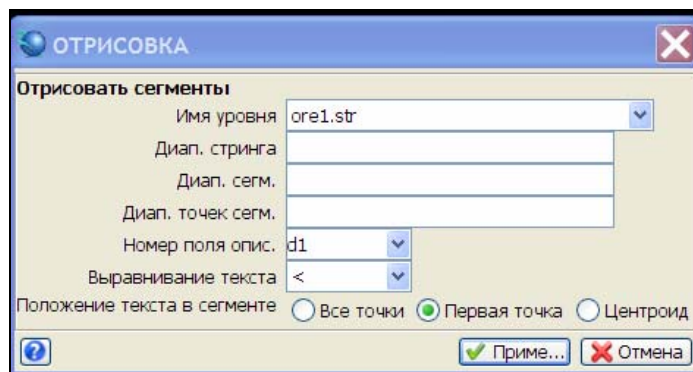 ОТРИСОВКА
Отрисовать сегменты
Имя уровня ore1.str
Диап. стринга
Диап. сегм.
Диап. точек сегм.
Номер поля опис. d1
Выравнивание текста <
Положение текста в сегменте Все точки Первая точка Центроид
? Приме... Отмена